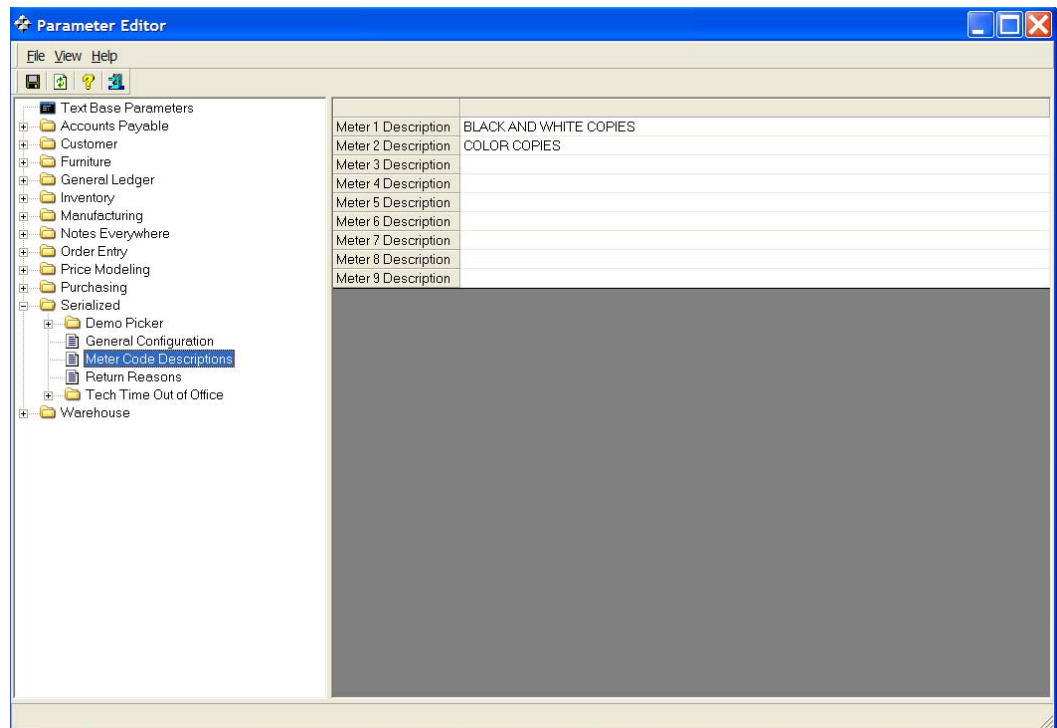 Parameter Editor
File View Help
Text Base Parameters
Accounts Payable
Customer
Furniture
General Ledger
Inventory
Manufacturing
Notes Everywhere
Order Entry
Price Modeling
Purchasing
Serialized
Demo Picker
General Configuration
Meter Code Descriptions
Return Reasons
Tech Time Out of Office
Warehouse
Meter 1 Description BLACK AND WHITE COPIES
Meter 2 Description COLOR COPIES
Meter 3 Description
Meter 4 Description
Meter 5 Description
Meter 6 Description
Meter 7 Description
Meter 8 Description
Meter 9 Description